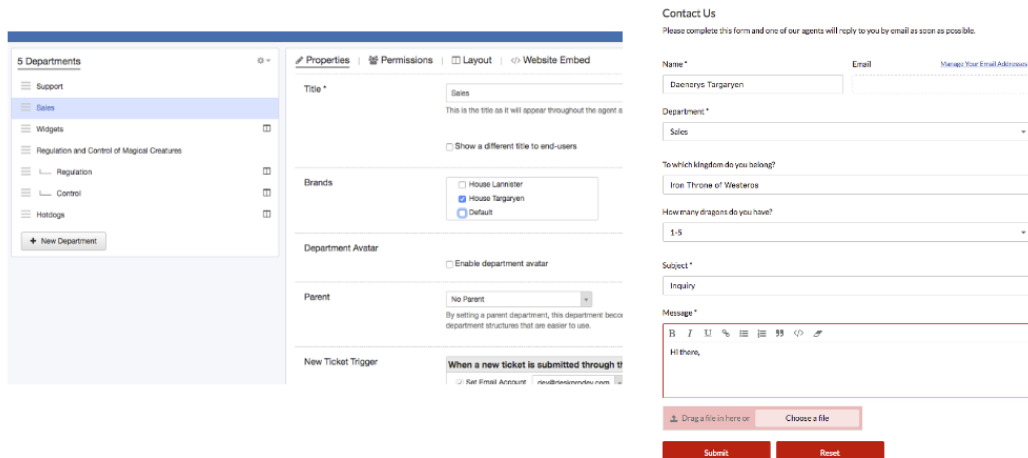 5 Departments
Support
Sales
Widgets
Regulation and Control of Magical Creatures
Regulation
Control
Hotdogs
+ New Department
Properties | Permissions | Layout | </> Website Embed
Title *
Sales
This is the title as it will appear throughout the agent a
Show a different title to end-users
Brands
House Lannister
House Targaryen
Default
Department Avatar
Enable department avatar
Parent
No Parent
By setting a parent department, this department becor
department structures that are easier to use.
New Ticket Trigger
When a new ticket is submitted through th
Set Email Account dev@deskprodev.com
Contact Us
Please complete this form and one of our agents will reply to you by email as soon as possible.
Name *
Email
Manage Your Email Addresses
Daenerys Targaryen
Department *
Sales
To which kingdom do you belong?
Iron Throne of Westeros
How many dragons do you have?
1-5
Subject *
Inquiry
Message *
B I U
Hi there,
Drag a file in here or Choose a file
Submit Reset